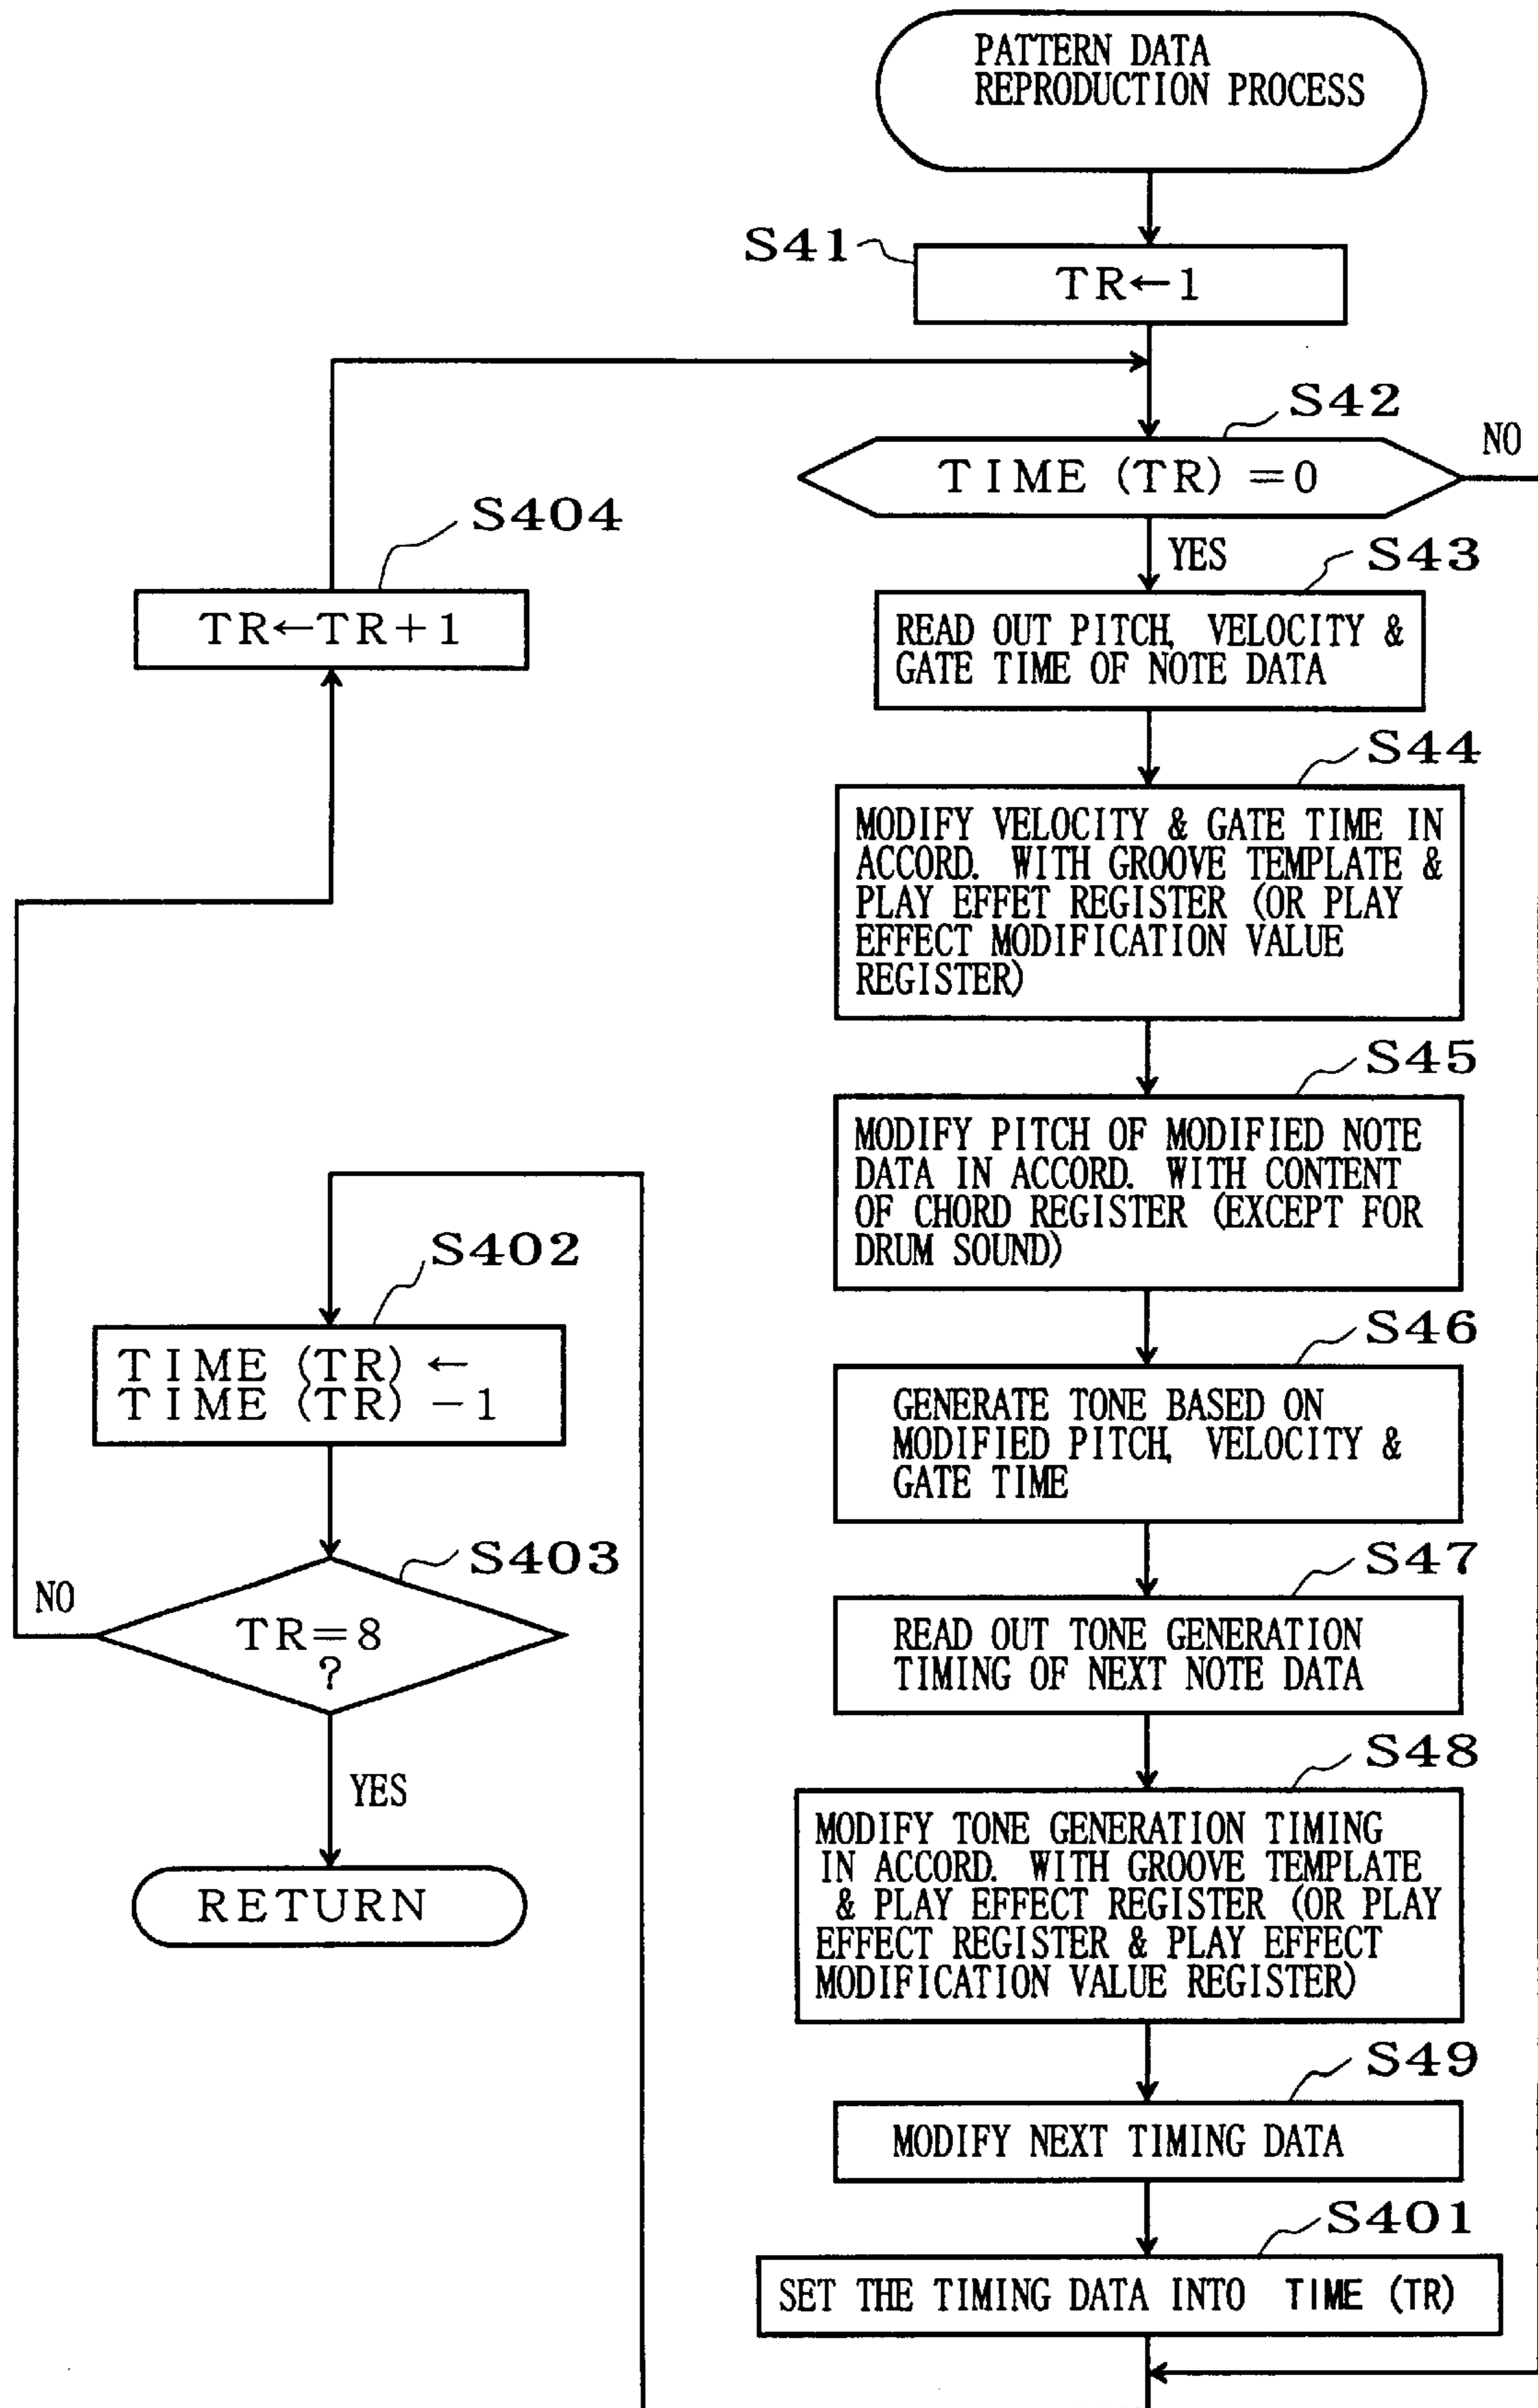 PATTERN DATA
REPRODUCTION PROCESS
S41
TR←1
S42
TIME (TR) =0
NO
YES
S43
READ OUT PITCH, VELOCITY &
GATE TIME OF NOTE DATA
S44
MODIFY VELOCITY & GATE TIME IN
ACCORD. WITH GROOVE TEMPLATE &
PLAY EFFET REGISTER (OR PLAY
EFFECT MODIFICATION VALUE
REGISTER)
S45
MODIFY PITCH OF MODIFIED NOTE
DATA IN ACCORD. WITH CONTENT
OF CHORD REGISTER (EXCEPT FOR
DRUM SOUND)
S46
GENERATE TONE BASED ON
MODIFIED PITCH, VELOCITY &
GATE TIME
S47
READ OUT TONE GENERATION
TIMING OF NEXT NOTE DATA
S48
MODIFY TONE GENERATION TIMING
IN ACCORD. WITH GROOVE TEMPLATE
& PLAY EFFECT REGISTER (OR PLAY
EFFECT REGISTER & PLAY EFFECT
MODIFICATION VALUE REGISTER)
S49
MODIFY NEXT TIMING DATA
S401
SET THE TIMING DATA INTO TIME (TR)
S402
TIME (TR) ←
TIME (TR) -1
S403
TR=8
?
NO
YES
RETURN
S404
TR←TR+1